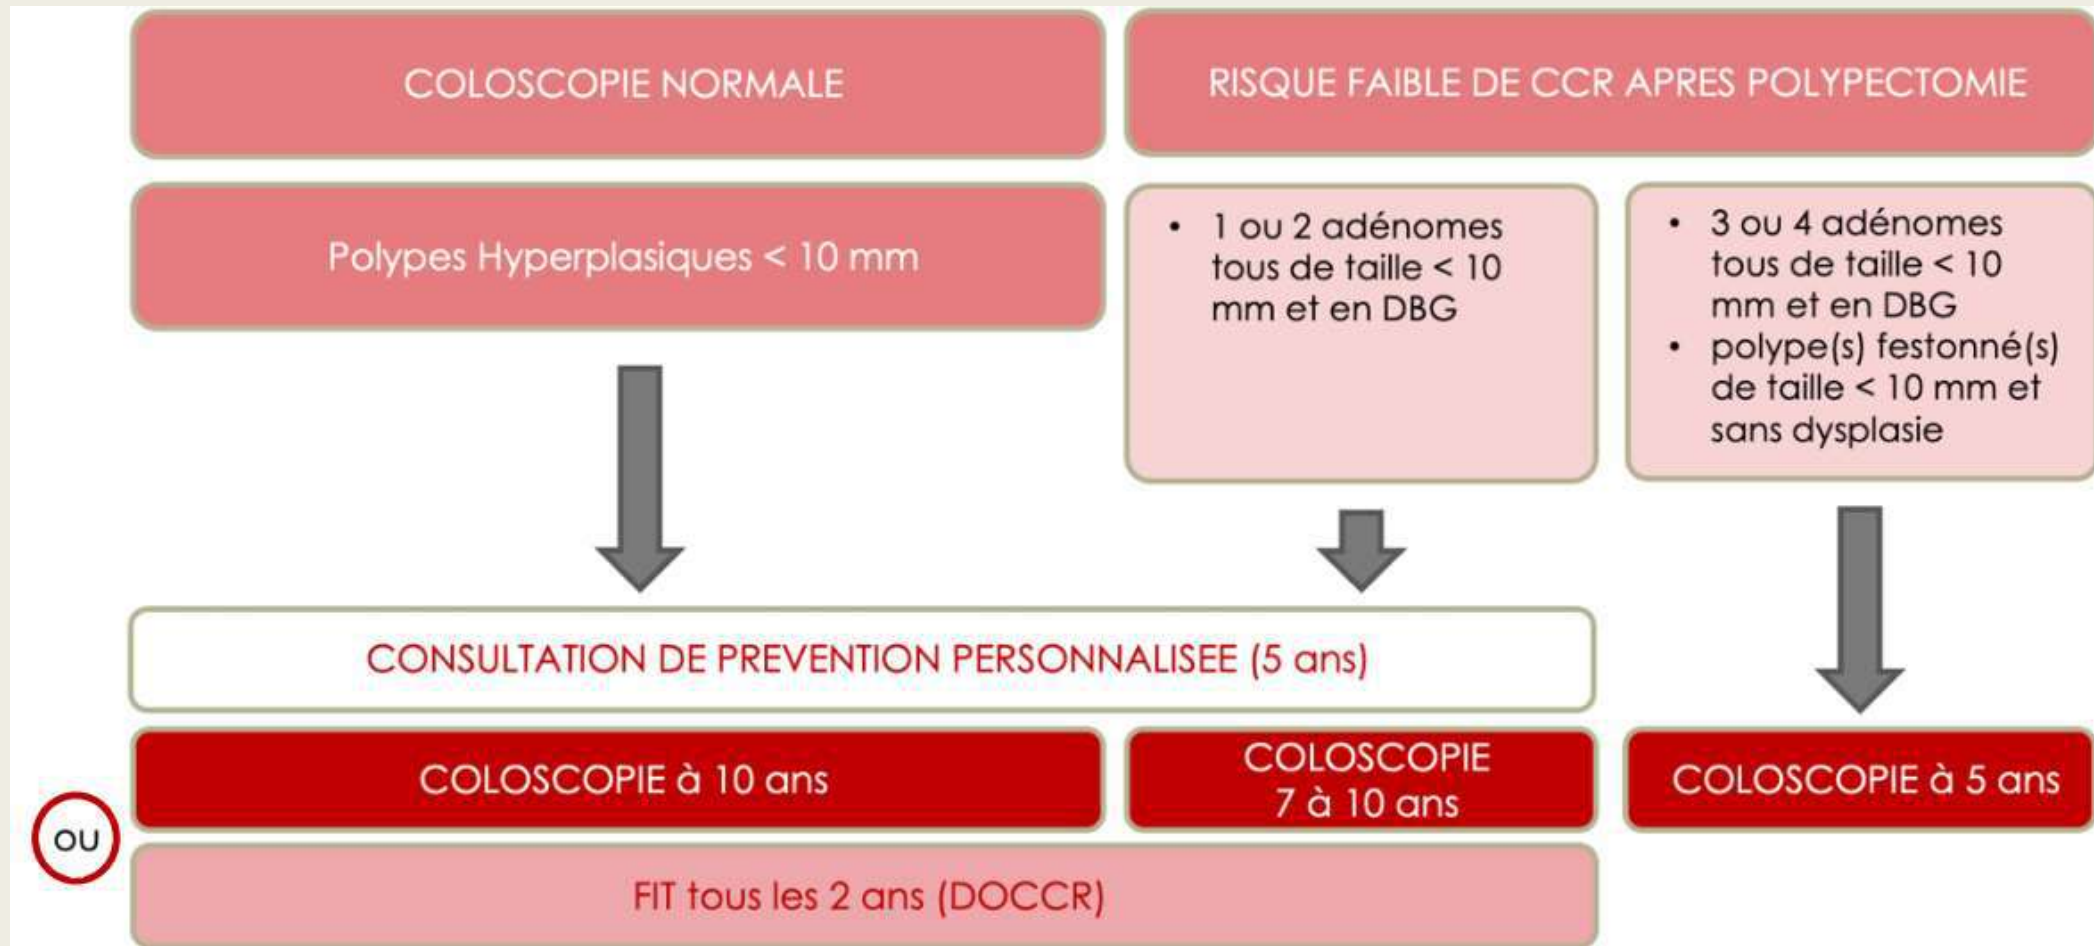 COLOSCOPIE NORMALE
RISQUE FAIBLE DE CCR APRES POLYPECTOMIE
Polypes Hyperplasiques < 10 mm
• 1 ou 2 adénomes
tous de taille < 10
mm et en DBG
• 3 ou 4 adénomes
tous de taille < 10
mm et en DBG
• polype(s) festonné(s)
de taille < 10 mm et
sans dysplasie
CONSULTATION DE PREVENTION PERSONNALISEE (5 ans)
COLOSCOPIE à 10 ans
COLOSCOPIE
7 à 10 ans
COLOSCOPIE à 5 ans
OU
FIT tous les 2 ans (DOCCR)